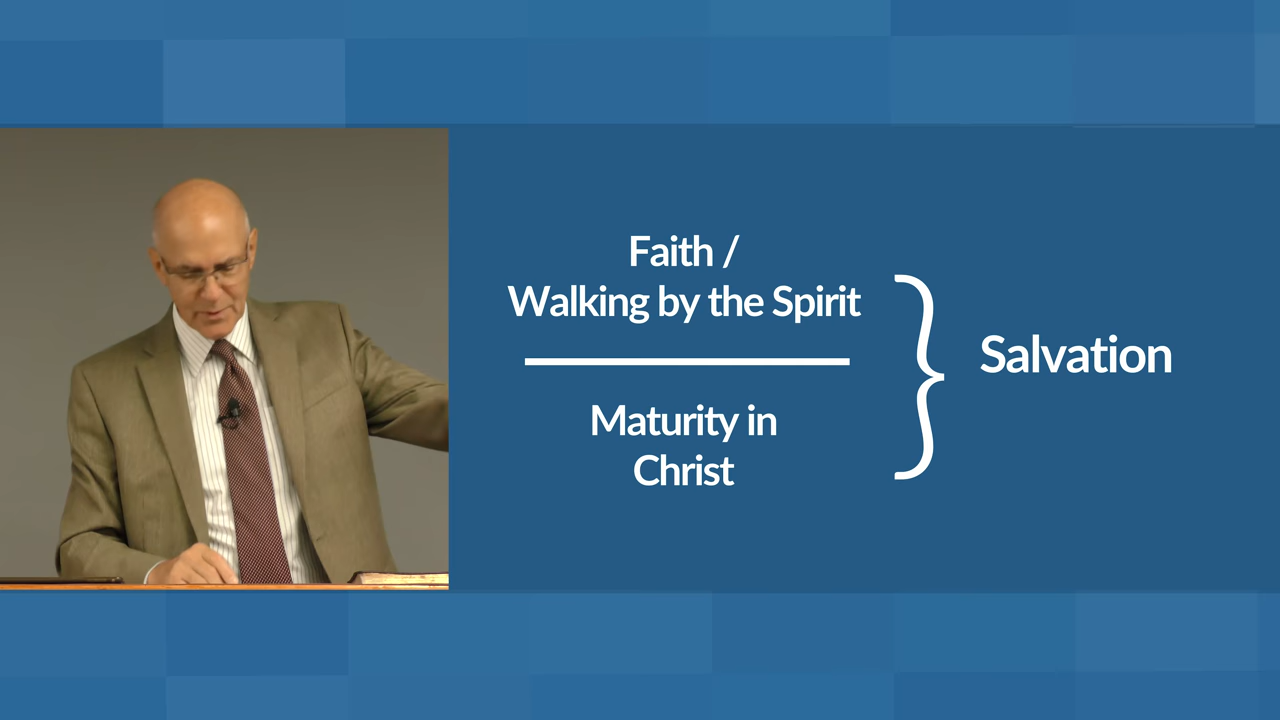 Faith /
Walking by the Spirit
Maturity in
Christ
Salvation